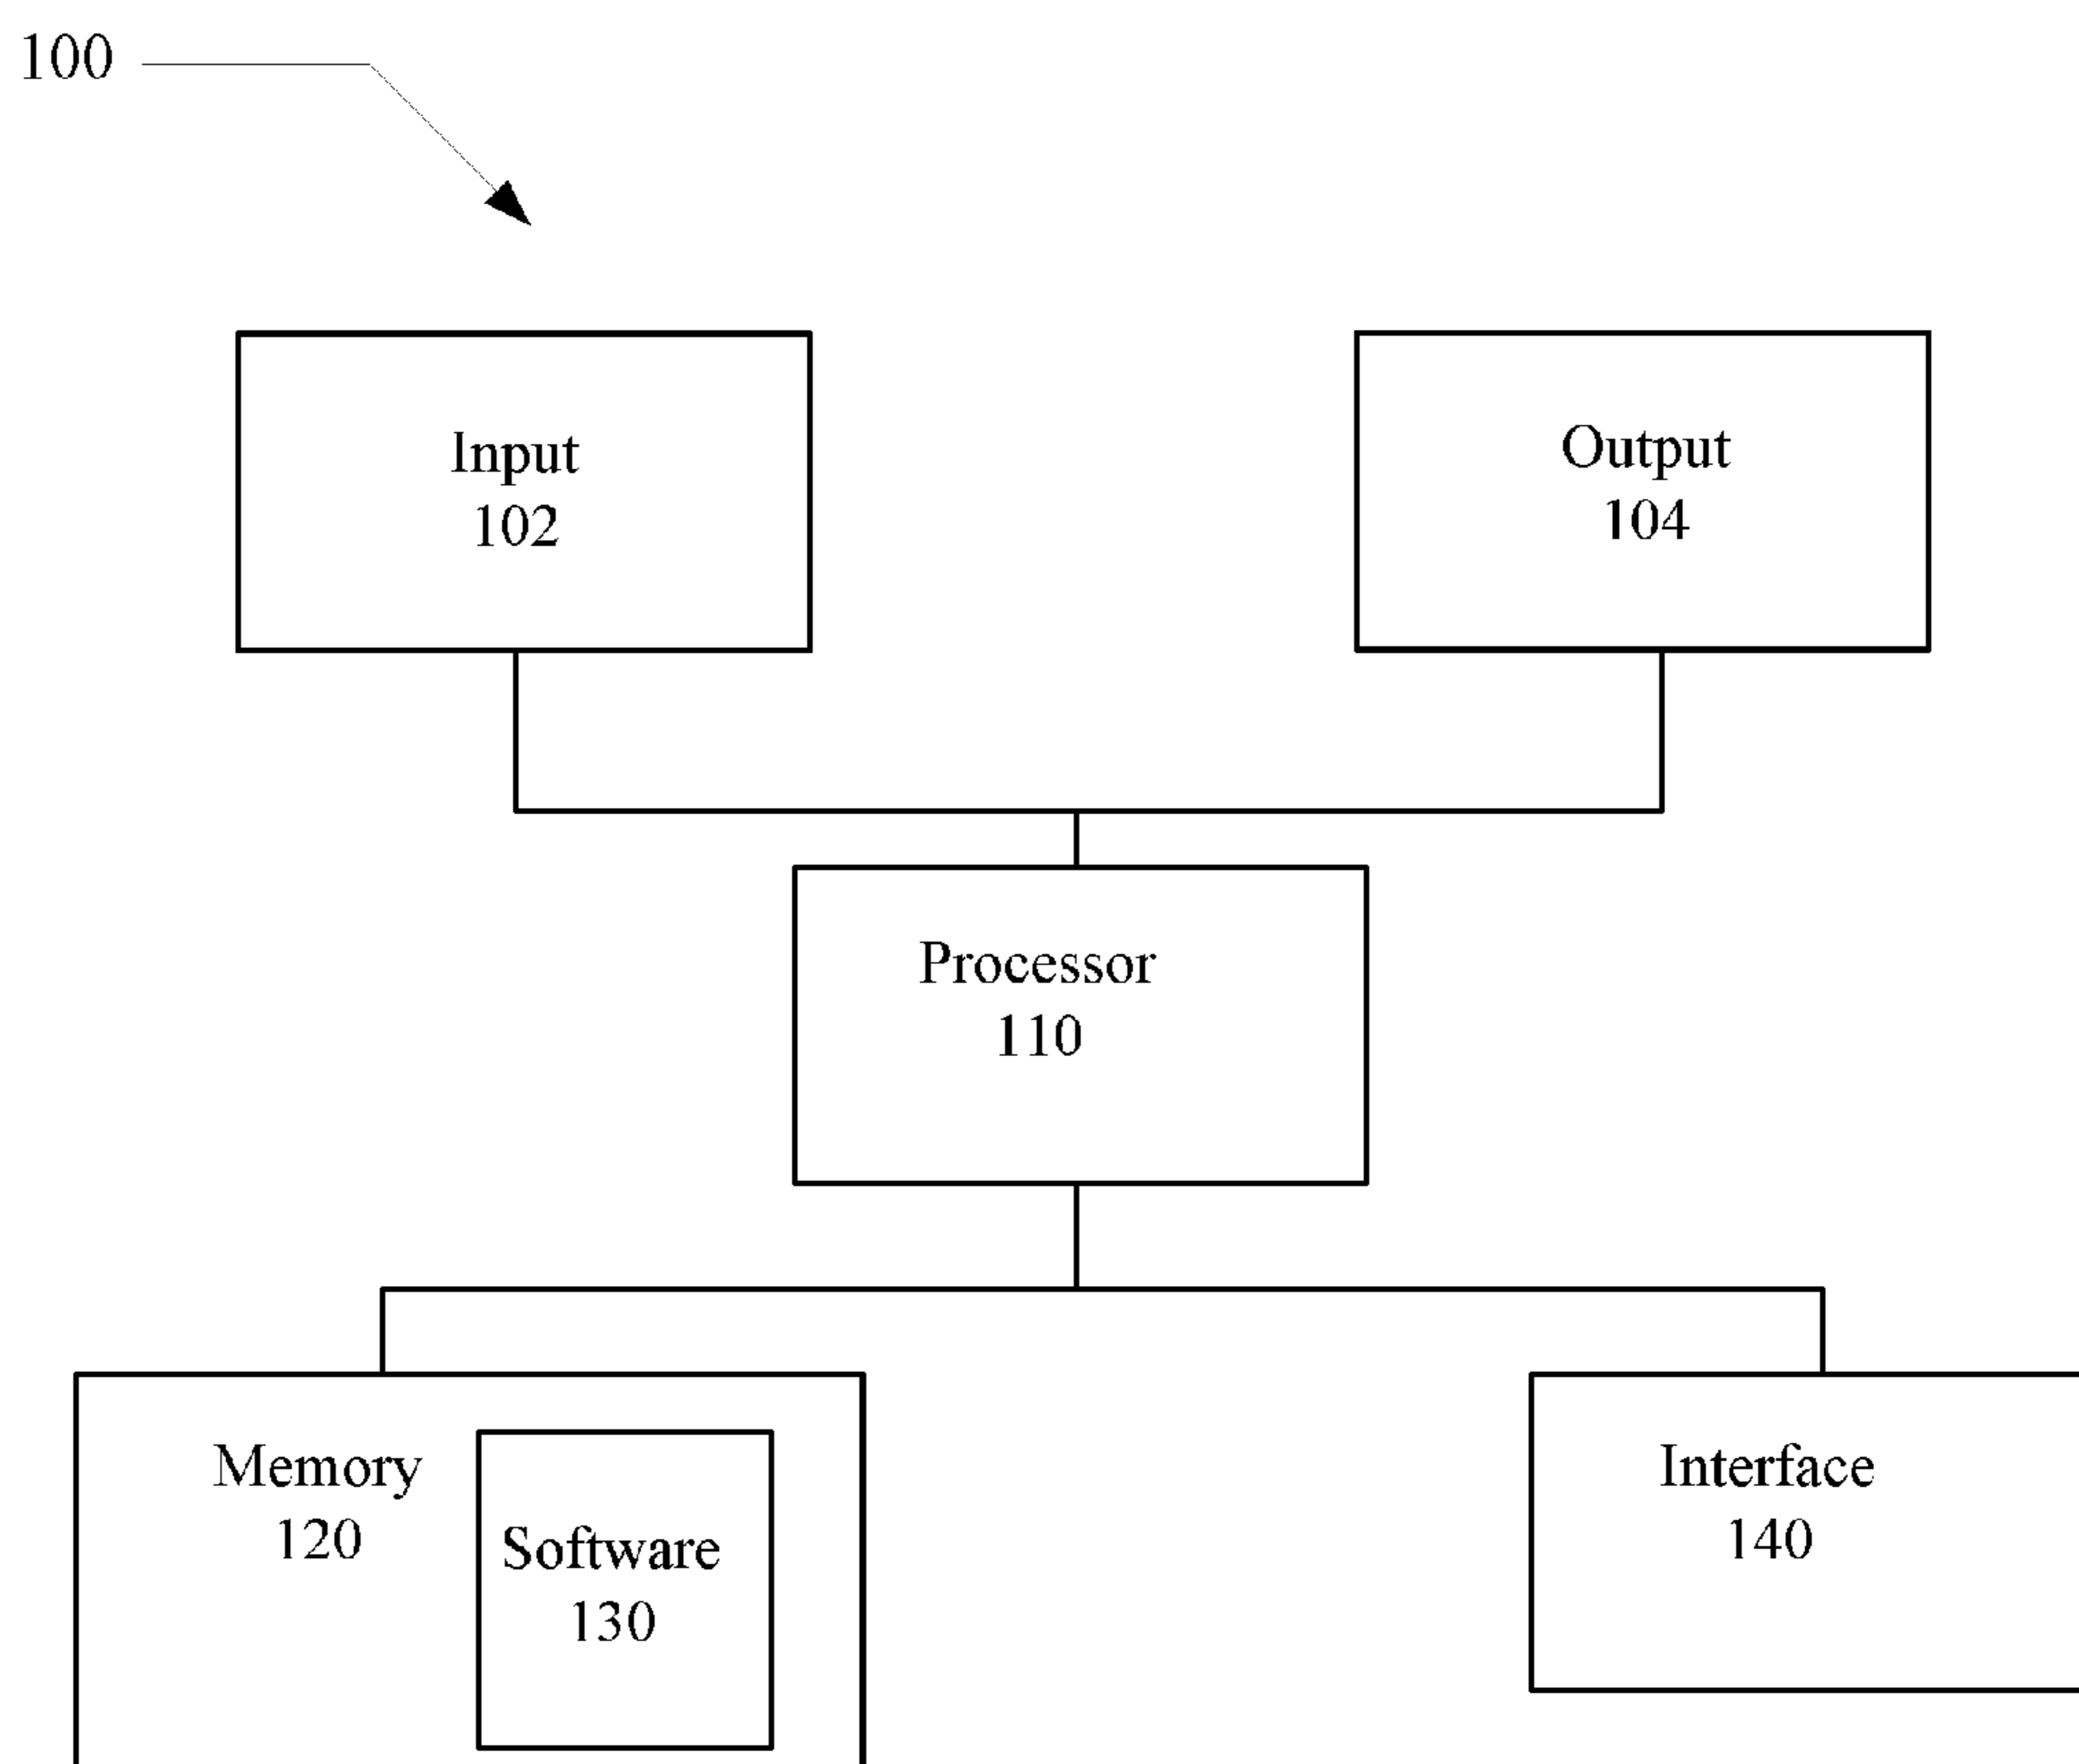 100
Input
102
Output
104
Processor
110
Memory
120
Software
130
Interface
140